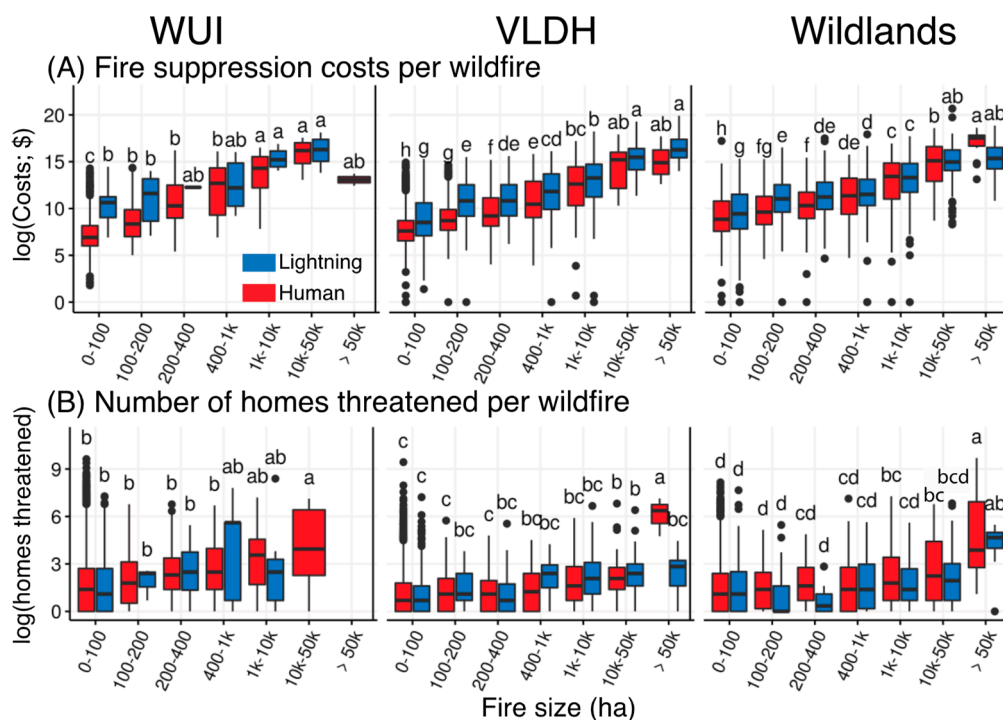 WUI VLDH Wildlands
(A) Fire suppression costs per wildfire
log(Costs; $)
20
15
10
5
0
c b b b b ab b ab a a a a ab
h g g e f de e cd bc b ab a ab a
h g fg e f de de e c c b ab a ab
Lightning
Human
0-100 100-200 200-400 400-1k 1k-10k 10k-50k > 50k
0-100 100-200 200-400 400-1k 1k-10k 10k-50k > 50k
0-100 100-200 200-400 400-1k 1k-10k 10k-50k > 50k
(B) Number of homes threatened per wildfire
log(homes threatened)
9
6
3
0
b b b b b b ab ab ab a
c c c bc c bc bc bc bc bc b b a bc
d d d d cd d cd cd bc cd bc bcd a ab
0-100 100-200 200-400 400-1k 1k-10k 10k-50k > 50k
0-100 100-200 200-400 400-1k 1k-10k 10k-50k > 50k
0-100 100-200 200-400 400-1k 1k-10k 10k-50k > 50k
Fire size (ha)